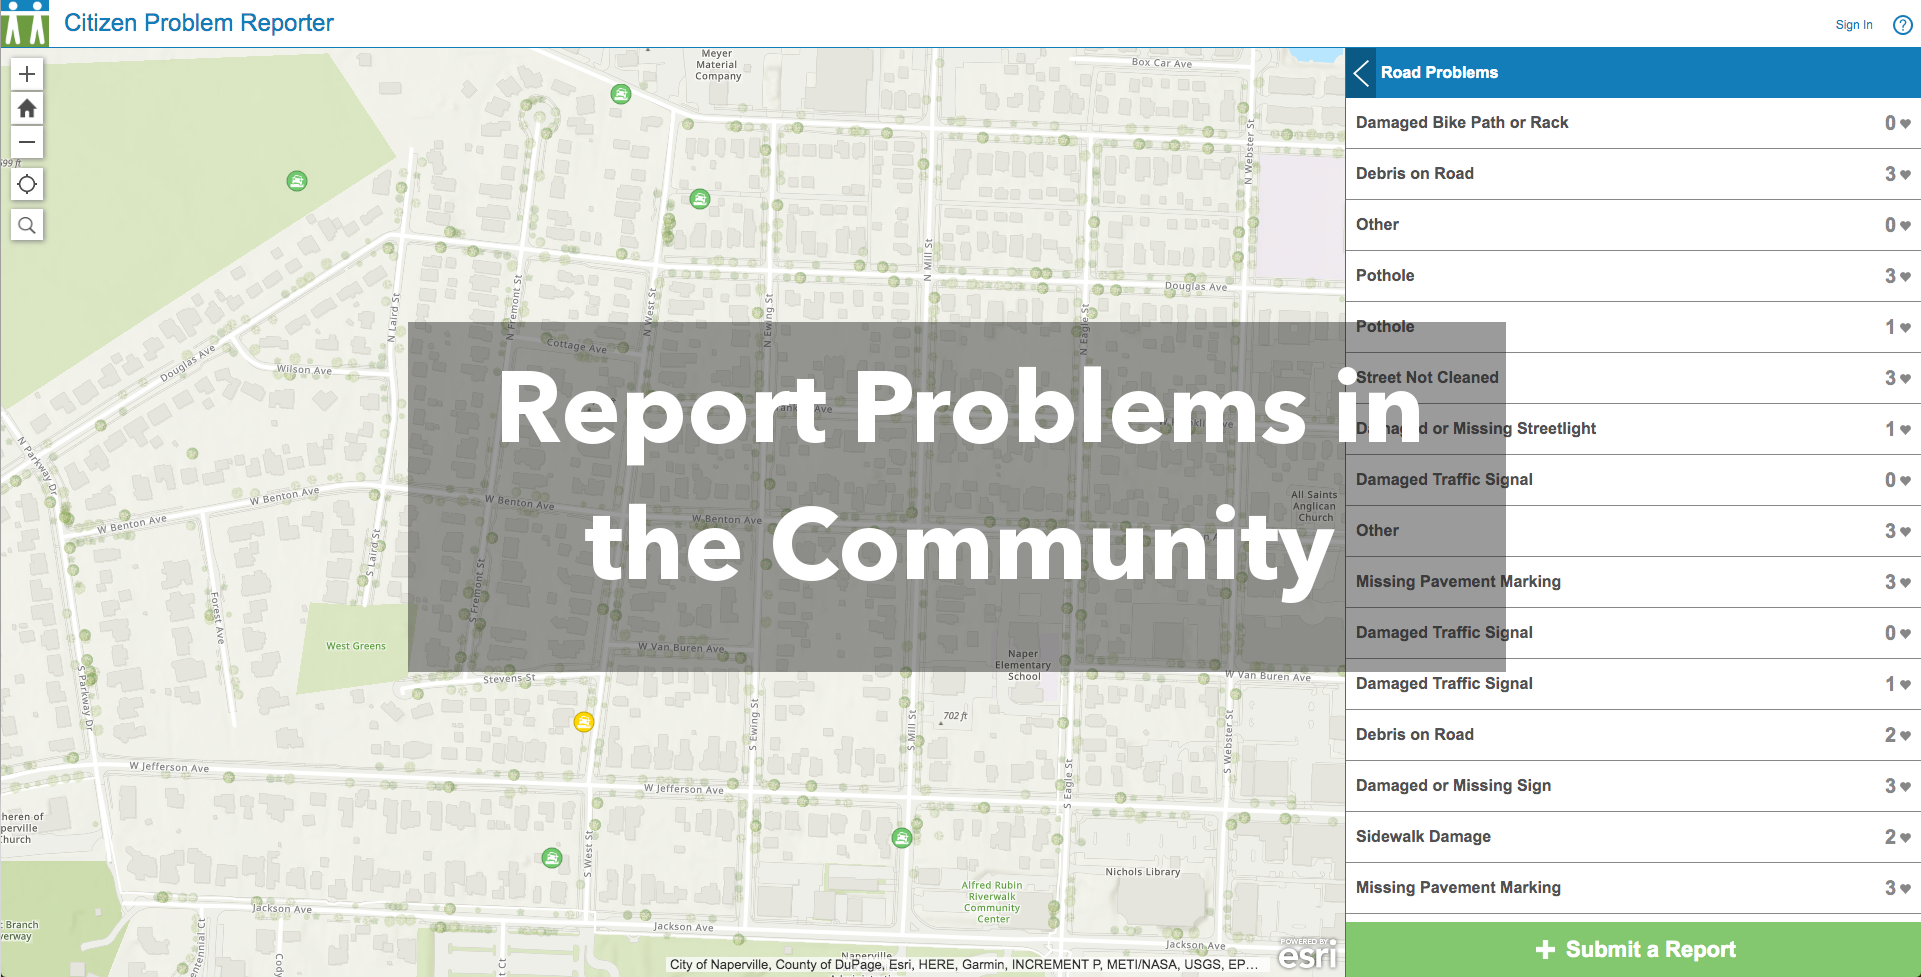 Citizen Problem Reporter
Sign In
?
Road Problems
Damaged Bike Path or Rack
0
Debris on Road
3
Other
0
Pothole
3
Pothole
1
Street Not Cleaned
3
Damaged or Missing Streetlight
1
Damaged Traffic Signal
0
Other
3
Missing Pavement Marking
3
Damaged Traffic Signal
0
Damaged Traffic Signal
1
Debris on Road
2
Damaged or Missing Sign
3
Sidewalk Damage
2
Missing Pavement Marking
3
+ Submit a Report
Report Problems in
the Community
Meyer
Material
Company
Box Car Ave
N Webster St
599 ft
N Mill St
Douglas Ave
N Laird St
N Fremont St
N West St
N Ewing St
N Eagle St
Cottage Ave
Douglas Ave
Wilson Ave
N Parkway Dr
W Benton Ave
W Benton Ave
W Benton Ave
W Benton Ave
All Saints
Anglican
Church
S Laird St
S Fremont St
Forest Ave
West Greens
W Van Buren Ave
Naper
Elementary
School
W Van Buren Ave
Stevens St
S Parkway Dr
S Ewing St
S Mill St
702 ft
S Webster St
W Jefferson Ave
W Jefferson Ave
S Eagle St
S West St
heren of
perville
hurch
Nichols Library
Alfred Rubin
Riverwalk
Community
Center
Jackson Ave
Jackson Ave
Jackson Ave
t Branch
verway
entennial Ct
Cody
Ct
Naperville
POWERED BY
esri
City of Naperville, County of DuPage, Esri, HERE, Garmin, INCREMENT P, METI/NASA, USGS, EP...